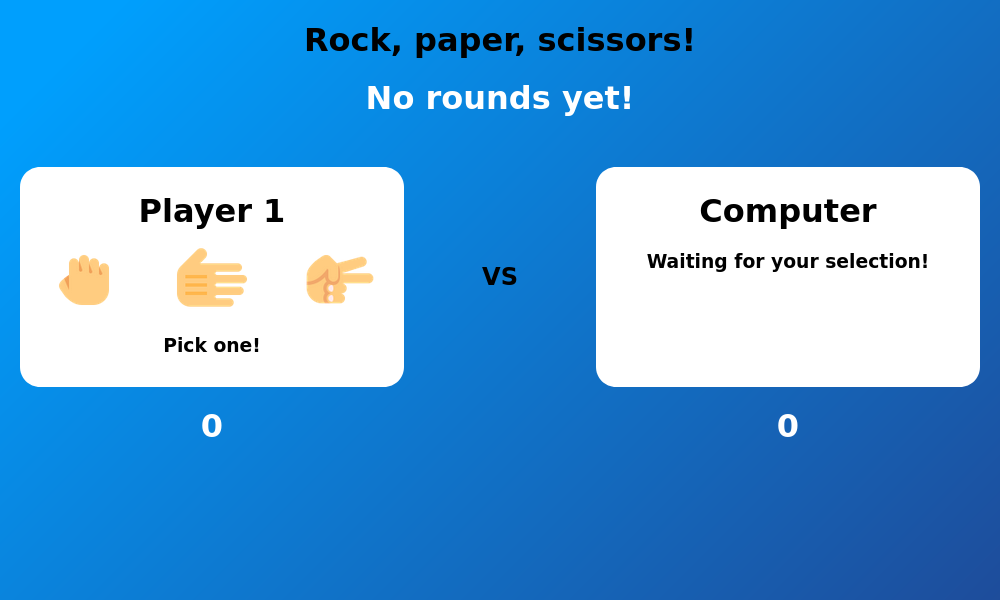 Rock, paper, scissors!
No rounds yet!
Player 1
Pick one!
0
VS
Computer
Waiting for your selection!
0